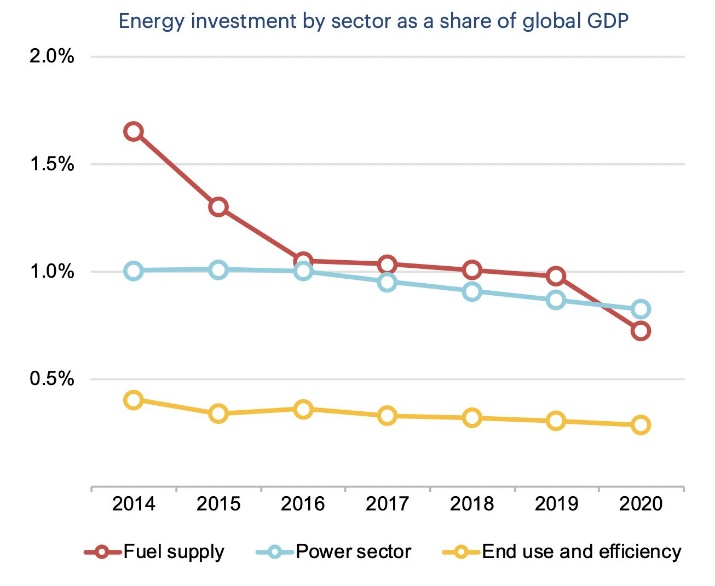 Energy investment by sector as a share of global GDP
2.0%
1.5%
1.0%
0.5%
2014 2015 2016 2017 2018 2019 2020
Fuel supply Power sector End use and efficiency